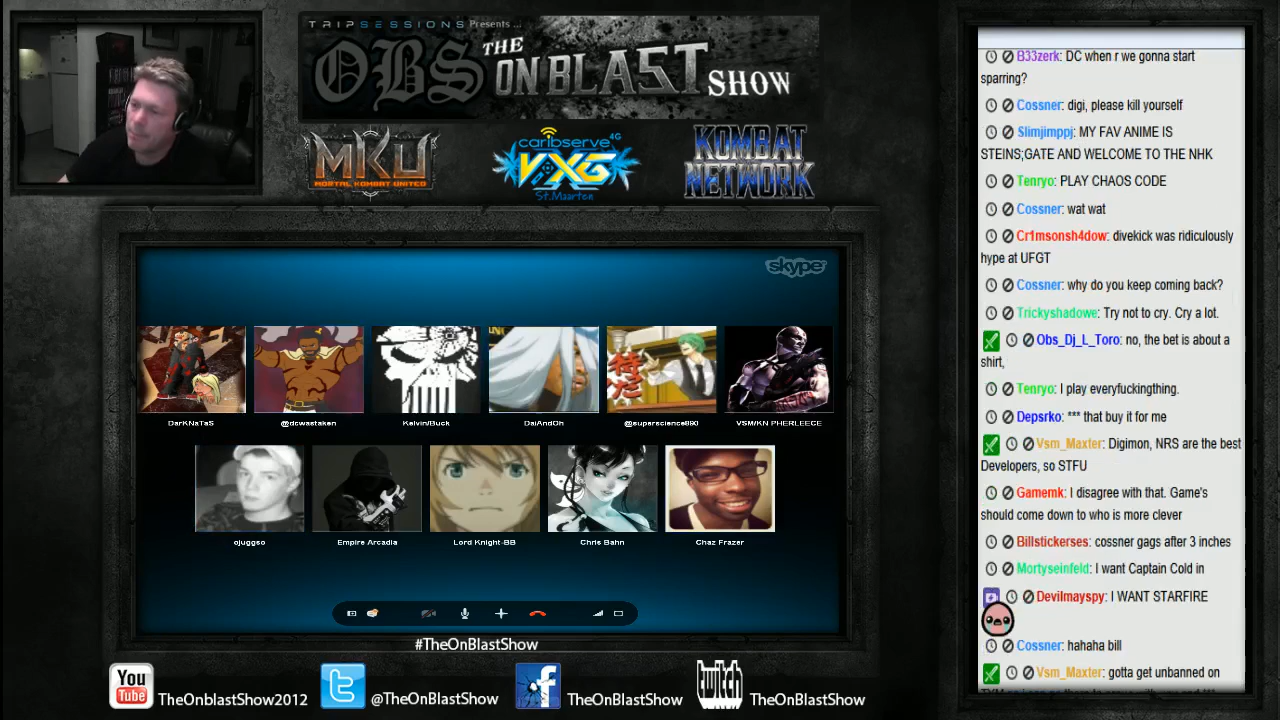 TRIPSESSIONS Presents ...
OBS THE ON BLAST SHOW
MKU
MORTAL KOMBAT UNITED
caribserve 4G
VXG
St.Maarten
KOMBAT
NETWORK
skype
DarKNaTaS
@dcwastaken
Kelvin/Buck
DaiAndOh
@superscience890
VSM/KN PHERLEECE
ojuggso
Empire Arcadia
Lord Knight-BB
Chris Bahn
Chaz Frazer
#TheOnBlastShow
You
Tube
TheOnblastShow2012
@TheOnBlastShow
TheOnBlastShow
twitch
TheOnBlastShow
B33zerk: DC when r we gonna start
sparring?
Cossner: digi, please kill yourself
Slimjimppj: MY FAV ANIME IS
STEINS;GATE AND WELCOME TO THE NHK
Tenryo: PLAY CHAOS CODE
Cossner: wat wat
Cr1msonsh4dow: divekick was ridiculously
hype at UFGT
Cossner: why do you keep coming back?
Trickyshadowe: Try not to cry. Cry a lot.
Obs_Dj_L_Toro: no, the bet is about a
shirt,
Tenryo: I play everyfuckingthing.
Depsrko: *** that buy it for me
Vsm_Maxter: Digimon, NRS are the best
Developers, so STFU
Gamemk: I disagree with that. Game's
should come down to who is more clever
Billstickerses: cossner gags after 3 inches
Mortyseinfeld: I want Captain Cold in
Devilmayspy: I WANT STARFIRE
Cossner: hahaha bill
Vsm_Maxter: gotta get unbanned on